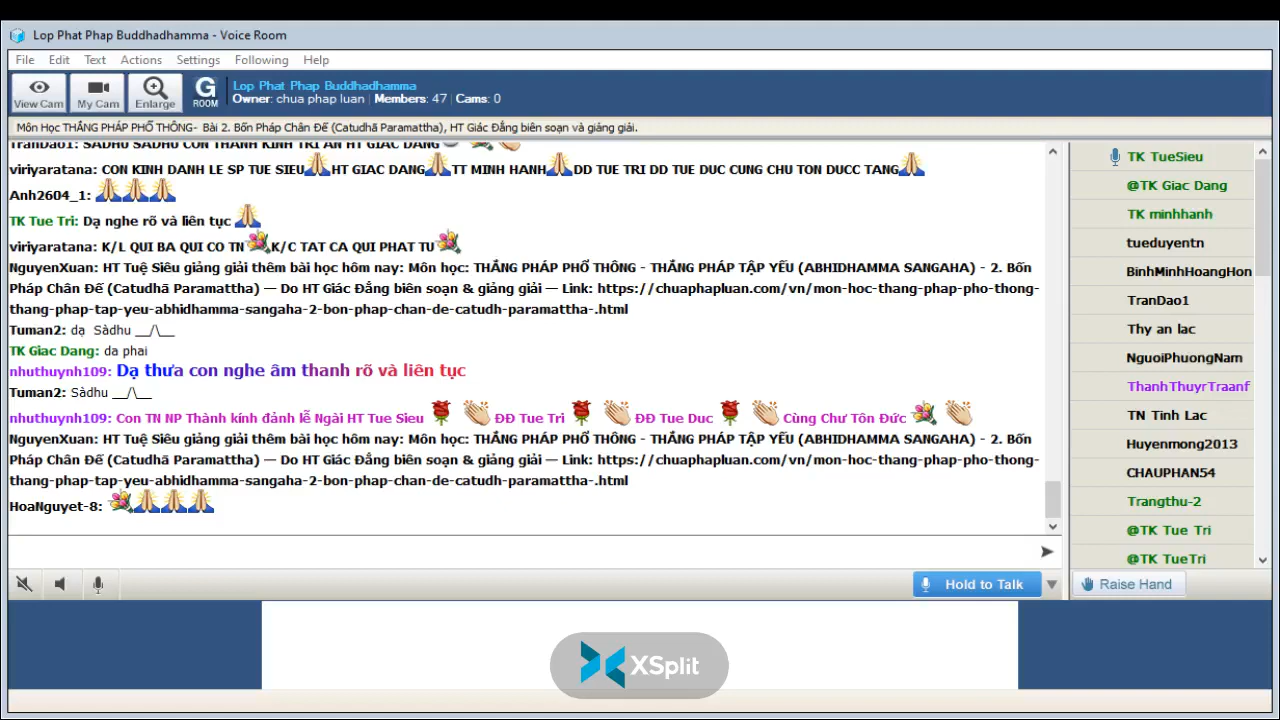 Lop Phat Phap Buddhadhamma - Voice Room
File Edit Text Actions Settings Following Help
View Cam My Cam Enlarge G ROOM
Lop Phat Phap Buddhadhamma
Owner: chua phap luan | Members: 47 | Cams: 0
Môn Học THẮNG PHÁP PHỔ THÔNG- Bài 2. Bốn Pháp Chân Đế (Catudhā Paramattha), HT Giác Đẳng biên soạn và giảng giải.
TranDao1: SADHU SADHU CON THANH KINH TRI AN HT GIAC DANG
viriyaratana: CON KINH DANH LE SP TUE SIEU HT GIAC DANG TT MINH HANH DD TUE TRI DD TUE DUC CUNG CHU TON DUCC TANG
Anh2604_1:
TK Tue Tri: Dạ nghe rõ và liên tục
viriyaratana: K/L QUI BA QUI CO TN K/C TAT CA QUI PHAT TU
NguyenXuan: HT Tuệ Siêu giảng giải thêm bài học hôm nay: Môn học: THẮNG PHÁP PHỔ THÔNG - THẮNG PHÁP TẬP YẾU (ABHIDHAMMA SANGAHA) - 2. Bốn
Pháp Chân Đế (Catudhā Paramattha) — Do HT Giác Đẳng biên soạn & giảng giải — Link: https://chuaphapluan.com/vn/mon-hoc-thang-phap-pho-thong-
thang-phap-tap-yeu-abhidhamma-sangaha-2-bon-phap-chan-de-catudh-paramattha-.html
Tuman2: dạ Sàdhu __/\__
TK Giac Dang: da phai
nhuthuynh109: Dạ thưa con nghe âm thanh rõ và liên tục
Tuman2: Sàdhu __/\__
nhuthuynh109: Con TN NP Thành kính đảnh lễ Ngài HT Tue Sieu ĐĐ Tue Tri ĐĐ Tue Duc Cùng Chư Tôn Đức
NguyenXuan: HT Tuệ Siêu giảng giải thêm bài học hôm nay: Môn học: THẮNG PHÁP PHỔ THÔNG - THẮNG PHÁP TẬP YẾU (ABHIDHAMMA SANGAHA) - 2. Bốn
Pháp Chân Đế (Catudhā Paramattha) — Do HT Giác Đẳng biên soạn & giảng giải — Link: https://chuaphapluan.com/vn/mon-hoc-thang-phap-pho-thong-
thang-phap-tap-yeu-abhidhamma-sangaha-2-bon-phap-chan-de-catudh-paramattha-.html
HoaNguyet-8:
TK TueSieu
@TK Giac Dang
TK minhhanh
tueduyentn
BinhMinhHoangHon
TranDao1
Thy an lac
NguoiPhuongNam
ThanhThuyrTraanf
TN Tinh Lac
Huyenmong2013
CHAUPHAN54
Trangthu-2
@TK Tue Tri
@TK TueTri
Hold to Talk
Raise Hand
XSplit